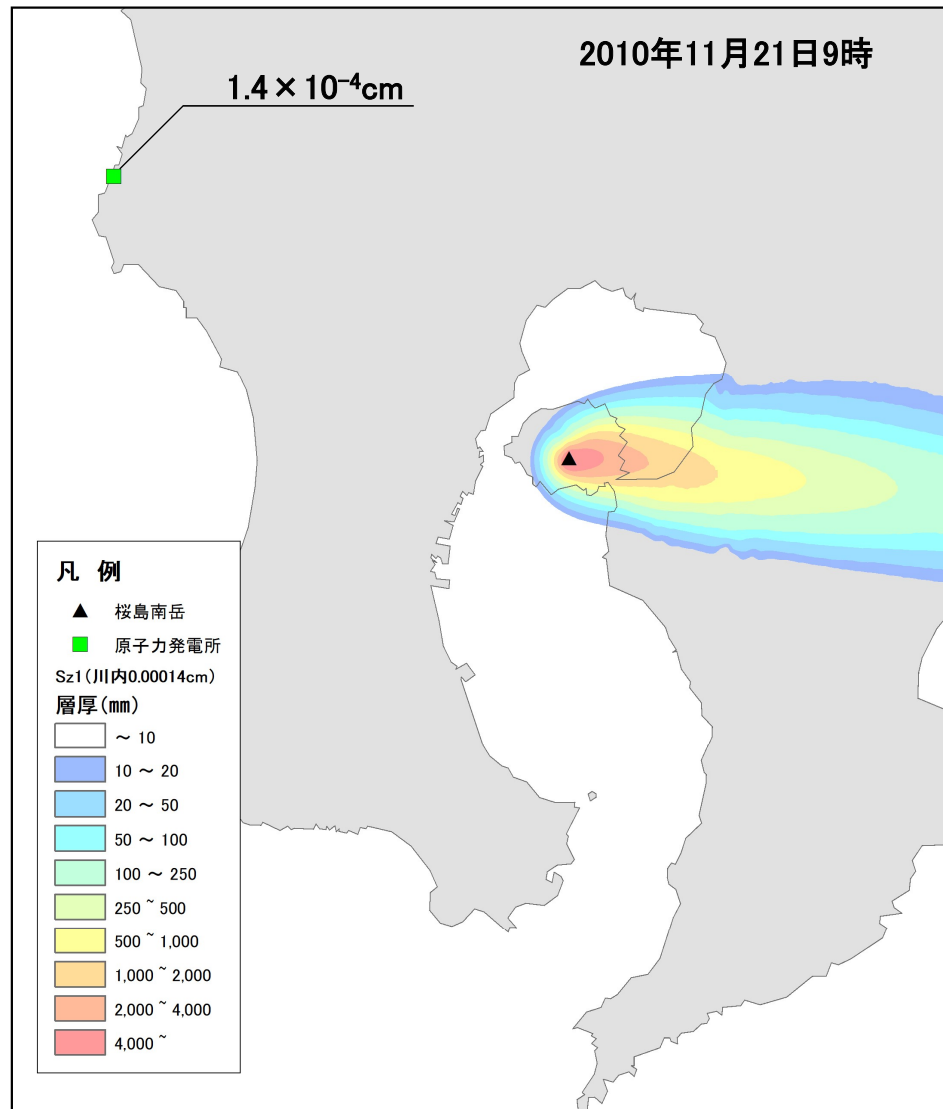 2010年11月21日9時
1.4×10⁻⁴cm
凡 例
桜島南岳
原子力発電所
Sz1(川内0.00014cm)
層厚(㎜)
～ 10
10 ～ 20
20 ～ 50
50 ～ 100
100 ～ 250
250 ~ 500
500 ~ 1,000
1,000 ~ 2,000
2,000 ~ 4,000
4,000 ~